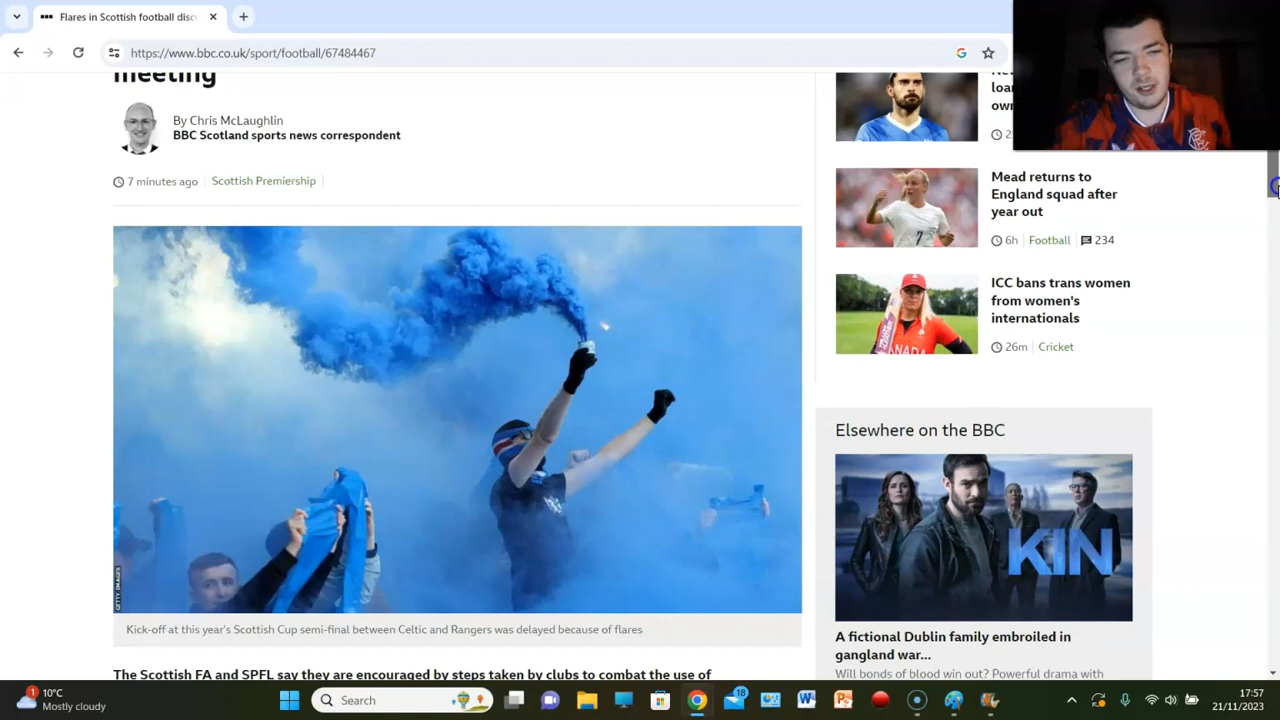 Flares in Scottish football disc
https://www.bbc.co.uk/sport/football/67484467
meeting
By Chris McLaughlin
BBC Scotland sports news correspondent
7 minutes ago
Scottish Premiership
GETTY IMAGES
Kick-off at this year's Scottish Cup semi-final between Celtic and Rangers was delayed because of flares
The Scottish FA and SPFL say they are encouraged by steps taken by clubs to combat the use of
Mead returns to
England squad after
year out
6h
Football
234
7
ICC bans trans women
from women's
internationals
26m
Cricket
CANADA
Elsewhere on the BBC
KIN
A fictional Dublin family embroiled in
gangland war...
Will bonds of blood win out? Powerful drama with
1
10°C
Mostly cloudy
Search
18
17:57
21/11/2023